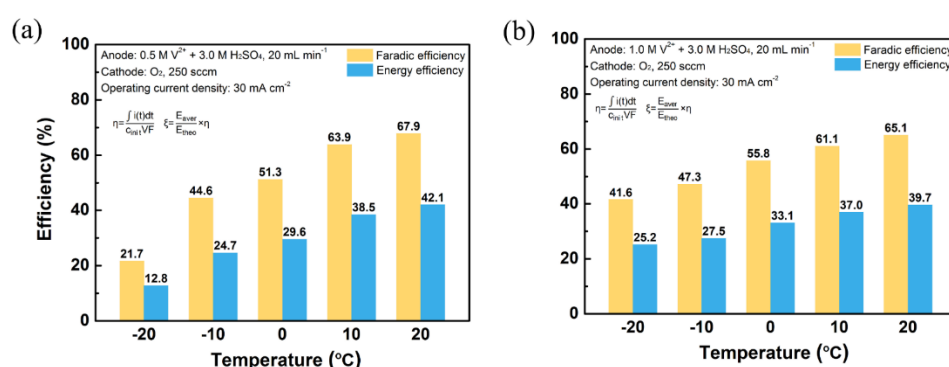 (a)
Anode: 0.5 M V²⁺ + 3.0 M H₂SO₄, 20 mL min⁻¹
Cathode: O₂, 250 sccm
Operating current density: 30 mA cm⁻²
Faradic efficiency
Energy efficiency
η=∫i(t)dt/c_init VF ξ=E_aver/E_theo×η
Efficiency (%)
100
80
60
40
20
0
21.7
12.8
44.6
24.7
51.3
29.6
63.9
38.5
67.9
42.1
-20 -10 0 10 20
Temperature (°C)
(b)
Anode: 1.0 M V²⁺ + 3.0 M H₂SO₄, 20 mL min⁻¹
Cathode: O₂, 250 sccm
Operating current density: 30 mA cm⁻²
Faradic efficiency
Energy efficiency
η=∫i(t)dt/c_init VF ξ=E_aver/E_theo×η
100
80
60
40
20
0
41.6
25.2
47.3
27.5
55.8
33.1
61.1
37.0
65.1
39.7
-20 -10 0 10 20
Temperature (°C)